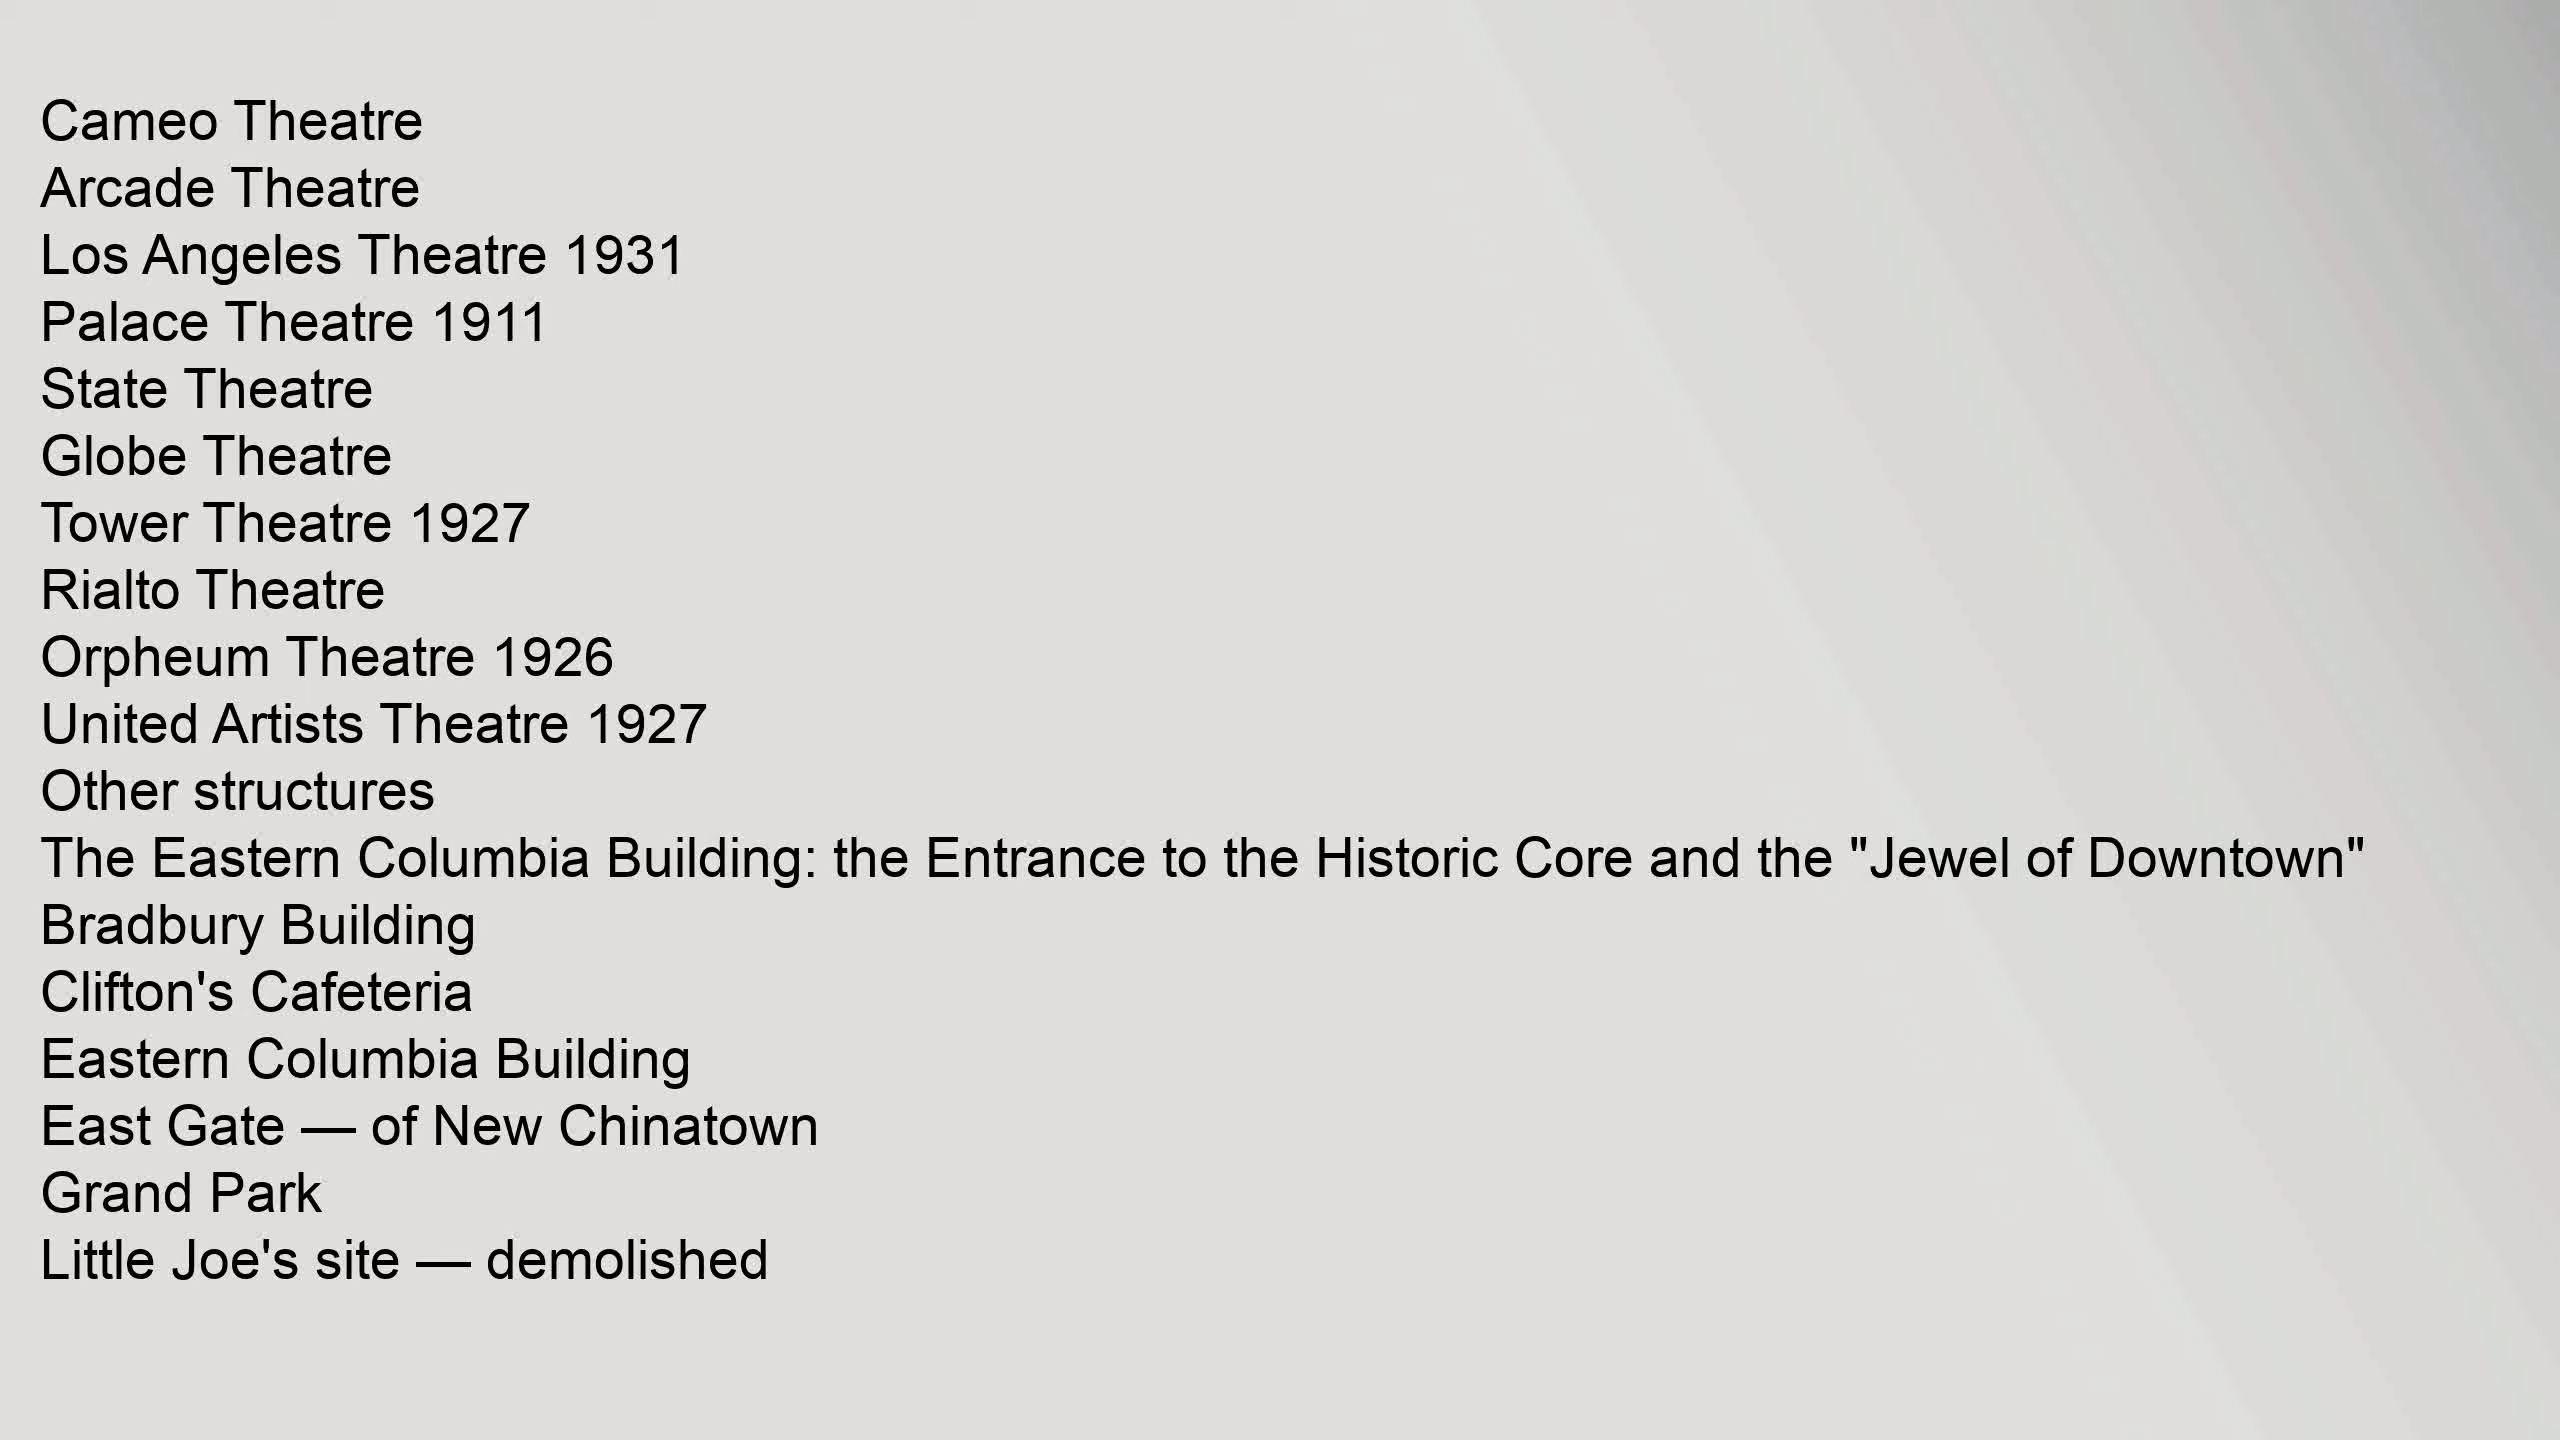 Cameo Theatre
Arcade Theatre
Los Angeles Theatre 1931
Palace Theatre 1911
State Theatre
Globe Theatre
Tower Theatre 1927
Rialto Theatre
Orpheum Theatre 1926
United Artists Theatre 1927
Other structures
The Eastern Columbia Building: the Entrance to the Historic Core and the "Jewel of Downtown"
Bradbury Building
Clifton's Cafeteria
Eastern Columbia Building
East Gate — of New Chinatown
Grand Park
Little Joe's site — demolished